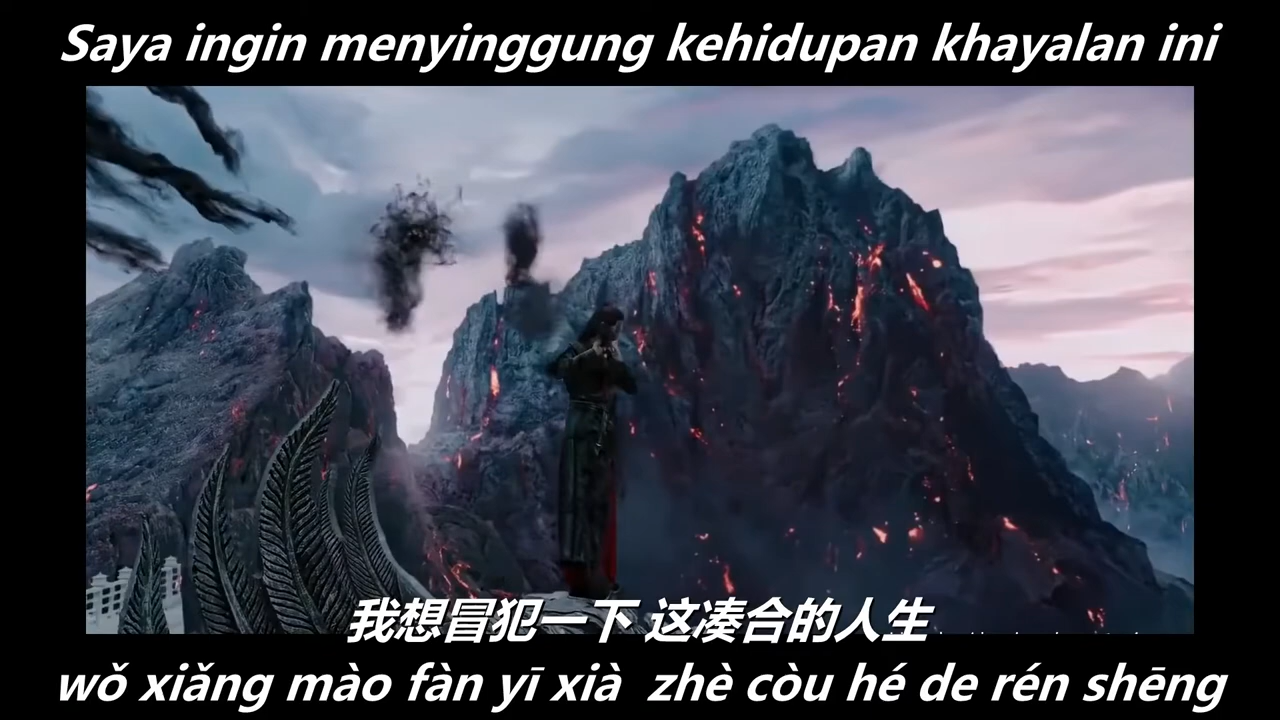 Saya ingin menyinggung kehidupan khayalan ini
我想冒犯一下 这凑合的人生
wǒ xiǎng mào fàn yī xià zhè còu hé de rén shēng